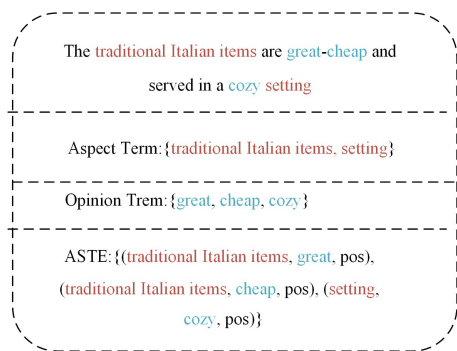 The traditional Italian items are great-cheap and
served in a cozy setting
Aspect Term:{traditional Italian items, setting}
Opinion Trem:{great, cheap, cozy}
ASTE:{(traditional Italian items, great, pos),
(traditional Italian items, cheap, pos), (setting,
cozy, pos)}